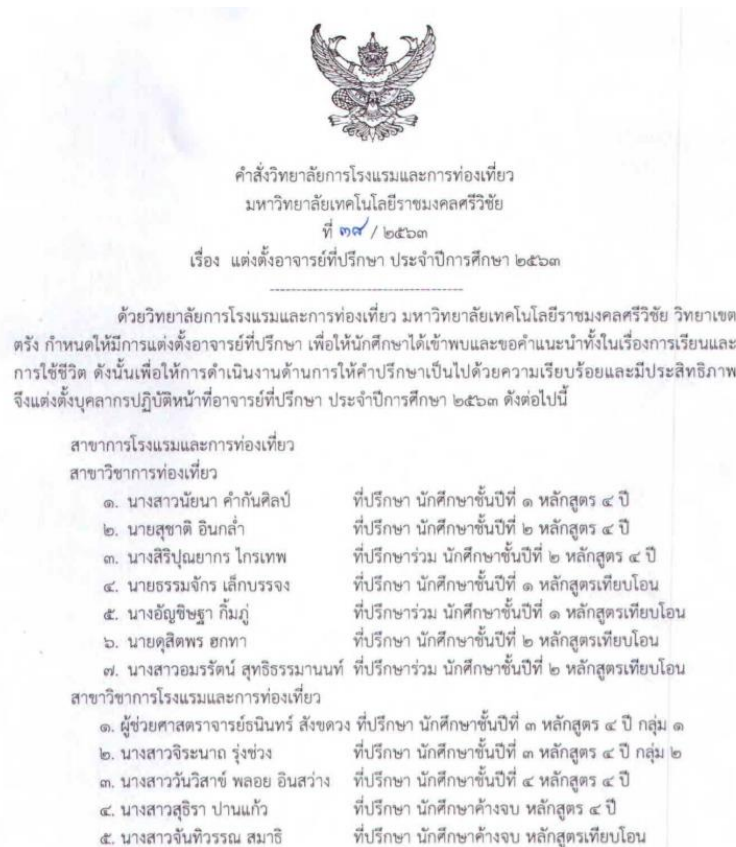 คำสั่งวิทยาลัยการโรงแรมและการท่องเที่ยว
มหาวิทยาลัยเทคโนโลยีราชมงคลศรีวิชัย
ที่ ๓๙ / ๒๕๖๓
เรื่อง แต่งตั้งอาจารย์ที่ปรึกษา ประจำปีการศึกษา ๒๕๖๓
ด้วยวิทยาลัยการโรงแรมและการท่องเที่ยว มหาวิทยาลัยเทคโนโลยีราชมงคลศรีวิชัย วิทยาเขต
ตรัง กำหนดให้มีการแต่งตั้งอาจารย์ที่ปรึกษา เพื่อให้นักศึกษาได้เข้าพบและขอคำแนะนำทั้งในเรื่องการเรียนและ
การใช้ชีวิต ดังนั้นเพื่อให้การดำเนินงานด้านการให้คำปรึกษาเป็นไปด้วยความเรียบร้อยและมีประสิทธิภาพ
จึงแต่งตั้งบุคลากรปฏิบัติหน้าที่อาจารย์ที่ปรึกษา ประจำปีการศึกษา ๒๕๖๓ ดังต่อไปนี้
สาขาการโรงแรมและการท่องเที่ยว
สาขาวิชาการท่องเที่ยว
๑. นางสาวนัยนา คำกันศิลป์ ที่ปรึกษา นักศึกษาชั้นปีที่ ๑ หลักสูตร ๔ ปี
๒. นายสุชาติ อินกล่ำ ที่ปรึกษา นักศึกษาชั้นปีที่ ๒ หลักสูตร ๔ ปี
๓. นางสิริปุณยากร ไกรเทพ ที่ปรึกษาร่วม นักศึกษาชั้นปีที่ ๒ หลักสูตร ๔ ปี
๔. นายธรรมจักร เล็กบรรจง ที่ปรึกษา นักศึกษาชั้นปีที่ ๑ หลักสูตรเทียบโอน
๕. นางอัญชิษฐา กิ้มภู่ ที่ปรึกษาร่วม นักศึกษาชั้นปีที่ ๑ หลักสูตรเทียบโอน
๖. นายดุสิตพร ฮกทา ที่ปรึกษา นักศึกษาชั้นปีที่ ๒ หลักสูตรเทียบโอน
๗. นางสาวอมรรัตน์ สุทธิธรรมานนท์ ที่ปรึกษาร่วม นักศึกษาชั้นปีที่ ๒ หลักสูตรเทียบโอน
สาขาวิชาการโรงแรมและการท่องเที่ยว
๑. ผู้ช่วยศาสตราจารย์ธนินทร์ สังขดวง ที่ปรึกษา นักศึกษาชั้นปีที่ ๓ หลักสูตร ๔ ปี กลุ่ม ๑
๒. นางสาวจิระนาถ รุ่งช่วง ที่ปรึกษา นักศึกษาชั้นปีที่ ๓ หลักสูตร ๔ ปี กลุ่ม ๒
๓. นางสาววันวิสาข์ พลอย อินสว่าง ที่ปรึกษา นักศึกษาชั้นปีที่ ๔ หลักสูตร ๔ ปี
๔. นางสาวสุธิรา ปานแก้ว ที่ปรึกษา นักศึกษาค้างจบ หลักสูตร ๔ ปี
๕. นางสาวจันทิวรรณ สมาธิ ที่ปรึกษา นักศึกษาค้างจบ หลักสูตรเทียบโอน